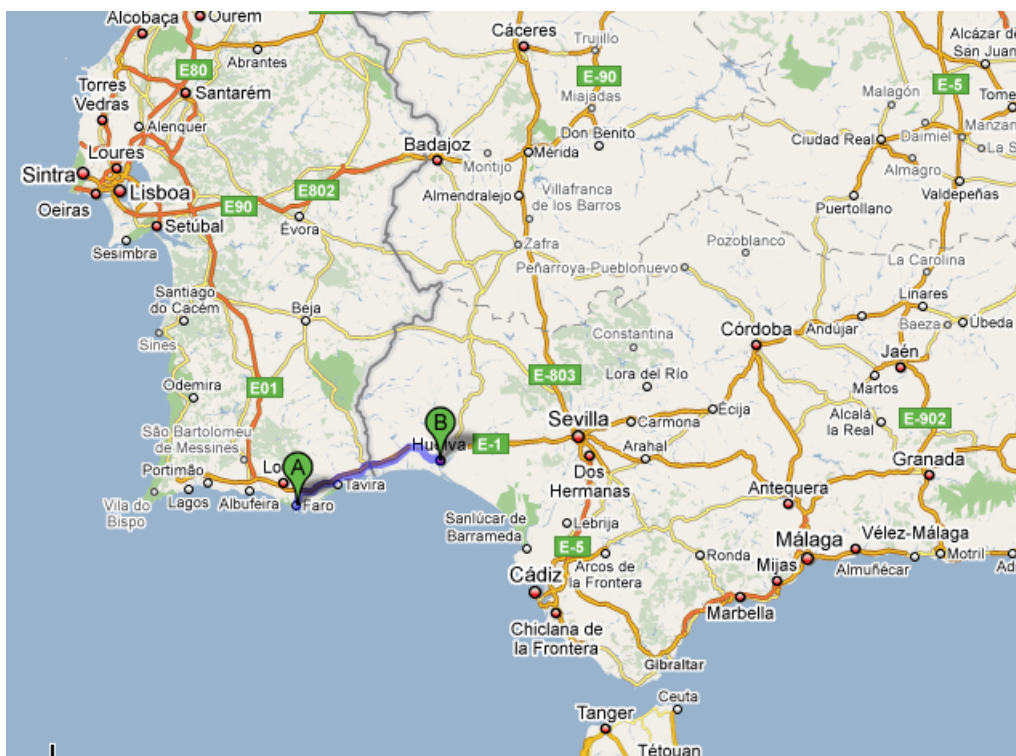 Alcobaça
Ourem
Abrantes
E80
Torres
Vedras
Santarém
Alenquer
Loures
Sintra
Lisboa
Oeiras
Setúbal
Sesimbra
E90
E802
Évora
Cáceres
Trujillo
E-90
Miajadas
Don Benito
Badajoz
Montijo
Mérida
Almendralejo
Villafranca
de los Barros
Zafra
Peñarroya-Pueblonuevo
Alcázar de
San Juan
E-5
Malagón
Tome
Ciudad Real
Daimiel
Manzan
La S
Almagro
Valdepeñas
Puertollano
Pozoblanco
La Carolina
Linares
Santiago
do Cacém
Sines
Beja
Odemira
E01
São Bartolomeu
de Messines
Portimão
Lagos
Albufeira
Vila do
Bispo
A
Faro
Tavira
B
E-1
Constantina
Lora del Río
E-803
Sevilla
Carmona
Écija
Arahal
Dos
Hermanas
Córdoba
Andújar
Baeza
Úbeda
Jaén
Martos
Alcalá
la Real
E-902
Granada
Antequera
Sanlúcar de
Barrameda
Lebrija
E-5
Arcos de
la Frontera
Ronda
Málaga
Vélez-Málaga
Motril
Almuñécar
Mijas
Marbella
Cádiz
Chiclana de
la Frontera
Gibraltar
Ceuta
Tanger
Tétouan